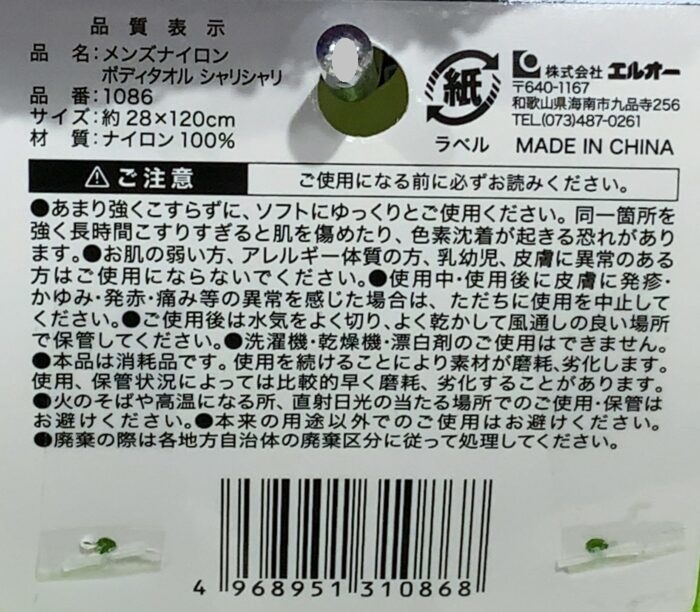 品質表示
品 名：メンズナイロン
ボディタオル シャリシャリ
品 番：1086
サイズ：約28×120cm
材 質：ナイロン100%
紙
ラベル
株式会社 エルオー
〒640-1167
和歌山県海南市九品寺256
TEL.(073)487-0261
MADE IN CHINA
⚠ご注意
ご使用になる前に必ずお読みください。
●あまり強くこすらずに、ソフトにゆっくりとご使用ください。同一箇所を
強く長時間こすりすぎると肌を傷めたり、色素沈着が起きる恐れがあり
ます。●お肌の弱い方、アレルギー体質の方、乳幼児、皮膚に異常のある
方はご使用にならないでください。●使用中・使用後に皮膚に発疹・
かゆみ・発赤・痛み等の異常を感じた場合は、ただちに使用を中止して
ください。●ご使用後は水気をよく切り、よく乾かして風通しの良い場所
で保管してください。●洗濯機・乾燥機・漂白剤のご使用はできません。
●本品は消耗品です。使用を続けることにより素材が磨耗、劣化します。
使用、保管状況によっては比較的早く磨耗、劣化することがあります。
●火のそばや高温になる所、直射日光の当たる場所でのご使用・保管は
お避けください。●本来の用途以外でのご使用はお避けください。
●廃棄の際は各地方自治体の廃棄区分に従って処理してください。
4 968951 310868